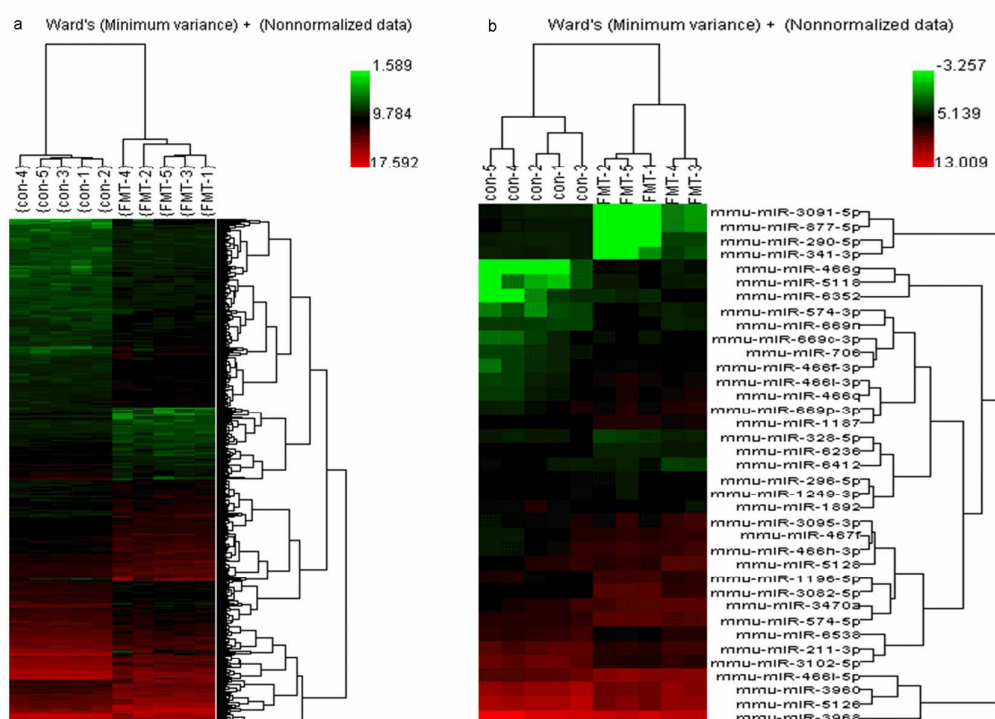 a
Ward's (Minimum variance) + (Nonnormalized data)
1.589
9.784
17.592
{con-4}
{con-5}
{con-3}
{con-1}
{con-2}
{FMT-4}
{FMT-2}
{FMT-5}
{FMT-3}
{FMT-1}
b
Ward's (Minimum variance) + (Nonnormalized data)
-3.257
5.139
13.009
con-5
con-4
con-2
con-1
con-3
FMT-2
FMT-5
FMT-1
FMT-4
FMT-3
mmu-miR-3091-5p
mmu-miR-877-5p
mmu-miR-290-5p
mmu-miR-341-3p
mmu-miR-466g
mmu-miR-5118
mmu-miR-6352
mmu-miR-574-3p
mmu-miR-669n
mmu-miR-669c-3p
mmu-miR-706
mmu-miR-466f-3p
mmu-miR-466i-3p
mmu-miR-466q
mmu-miR-669p-3p
mmu-miR-1187
mmu-miR-328-5p
mmu-miR-6236
mmu-miR-6412
mmu-miR-296-5p
mmu-miR-1249-3p
mmu-miR-1892
mmu-miR-3095-3p
mmu-miR-467f
mmu-miR-466h-3p
mmu-miR-5128
mmu-miR-1196-5p
mmu-miR-3082-5p
mmu-miR-3470a
mmu-miR-574-5p
mmu-miR-6538
mmu-miR-211-3p
mmu-miR-3102-5p
mmu-miR-466i-5p
mmu-miR-3960
mmu-miR-5126
mmu-miR-3968